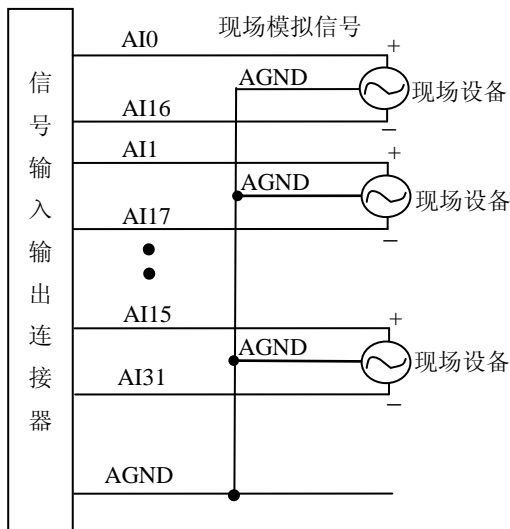 信号输入输出连接器
现场模拟信号
AI0
+
AGND
现场设备
AI16
−
AI1
+
AGND
现场设备
AI17
−
AI15
+
AGND
现场设备
AI31
−
AGND